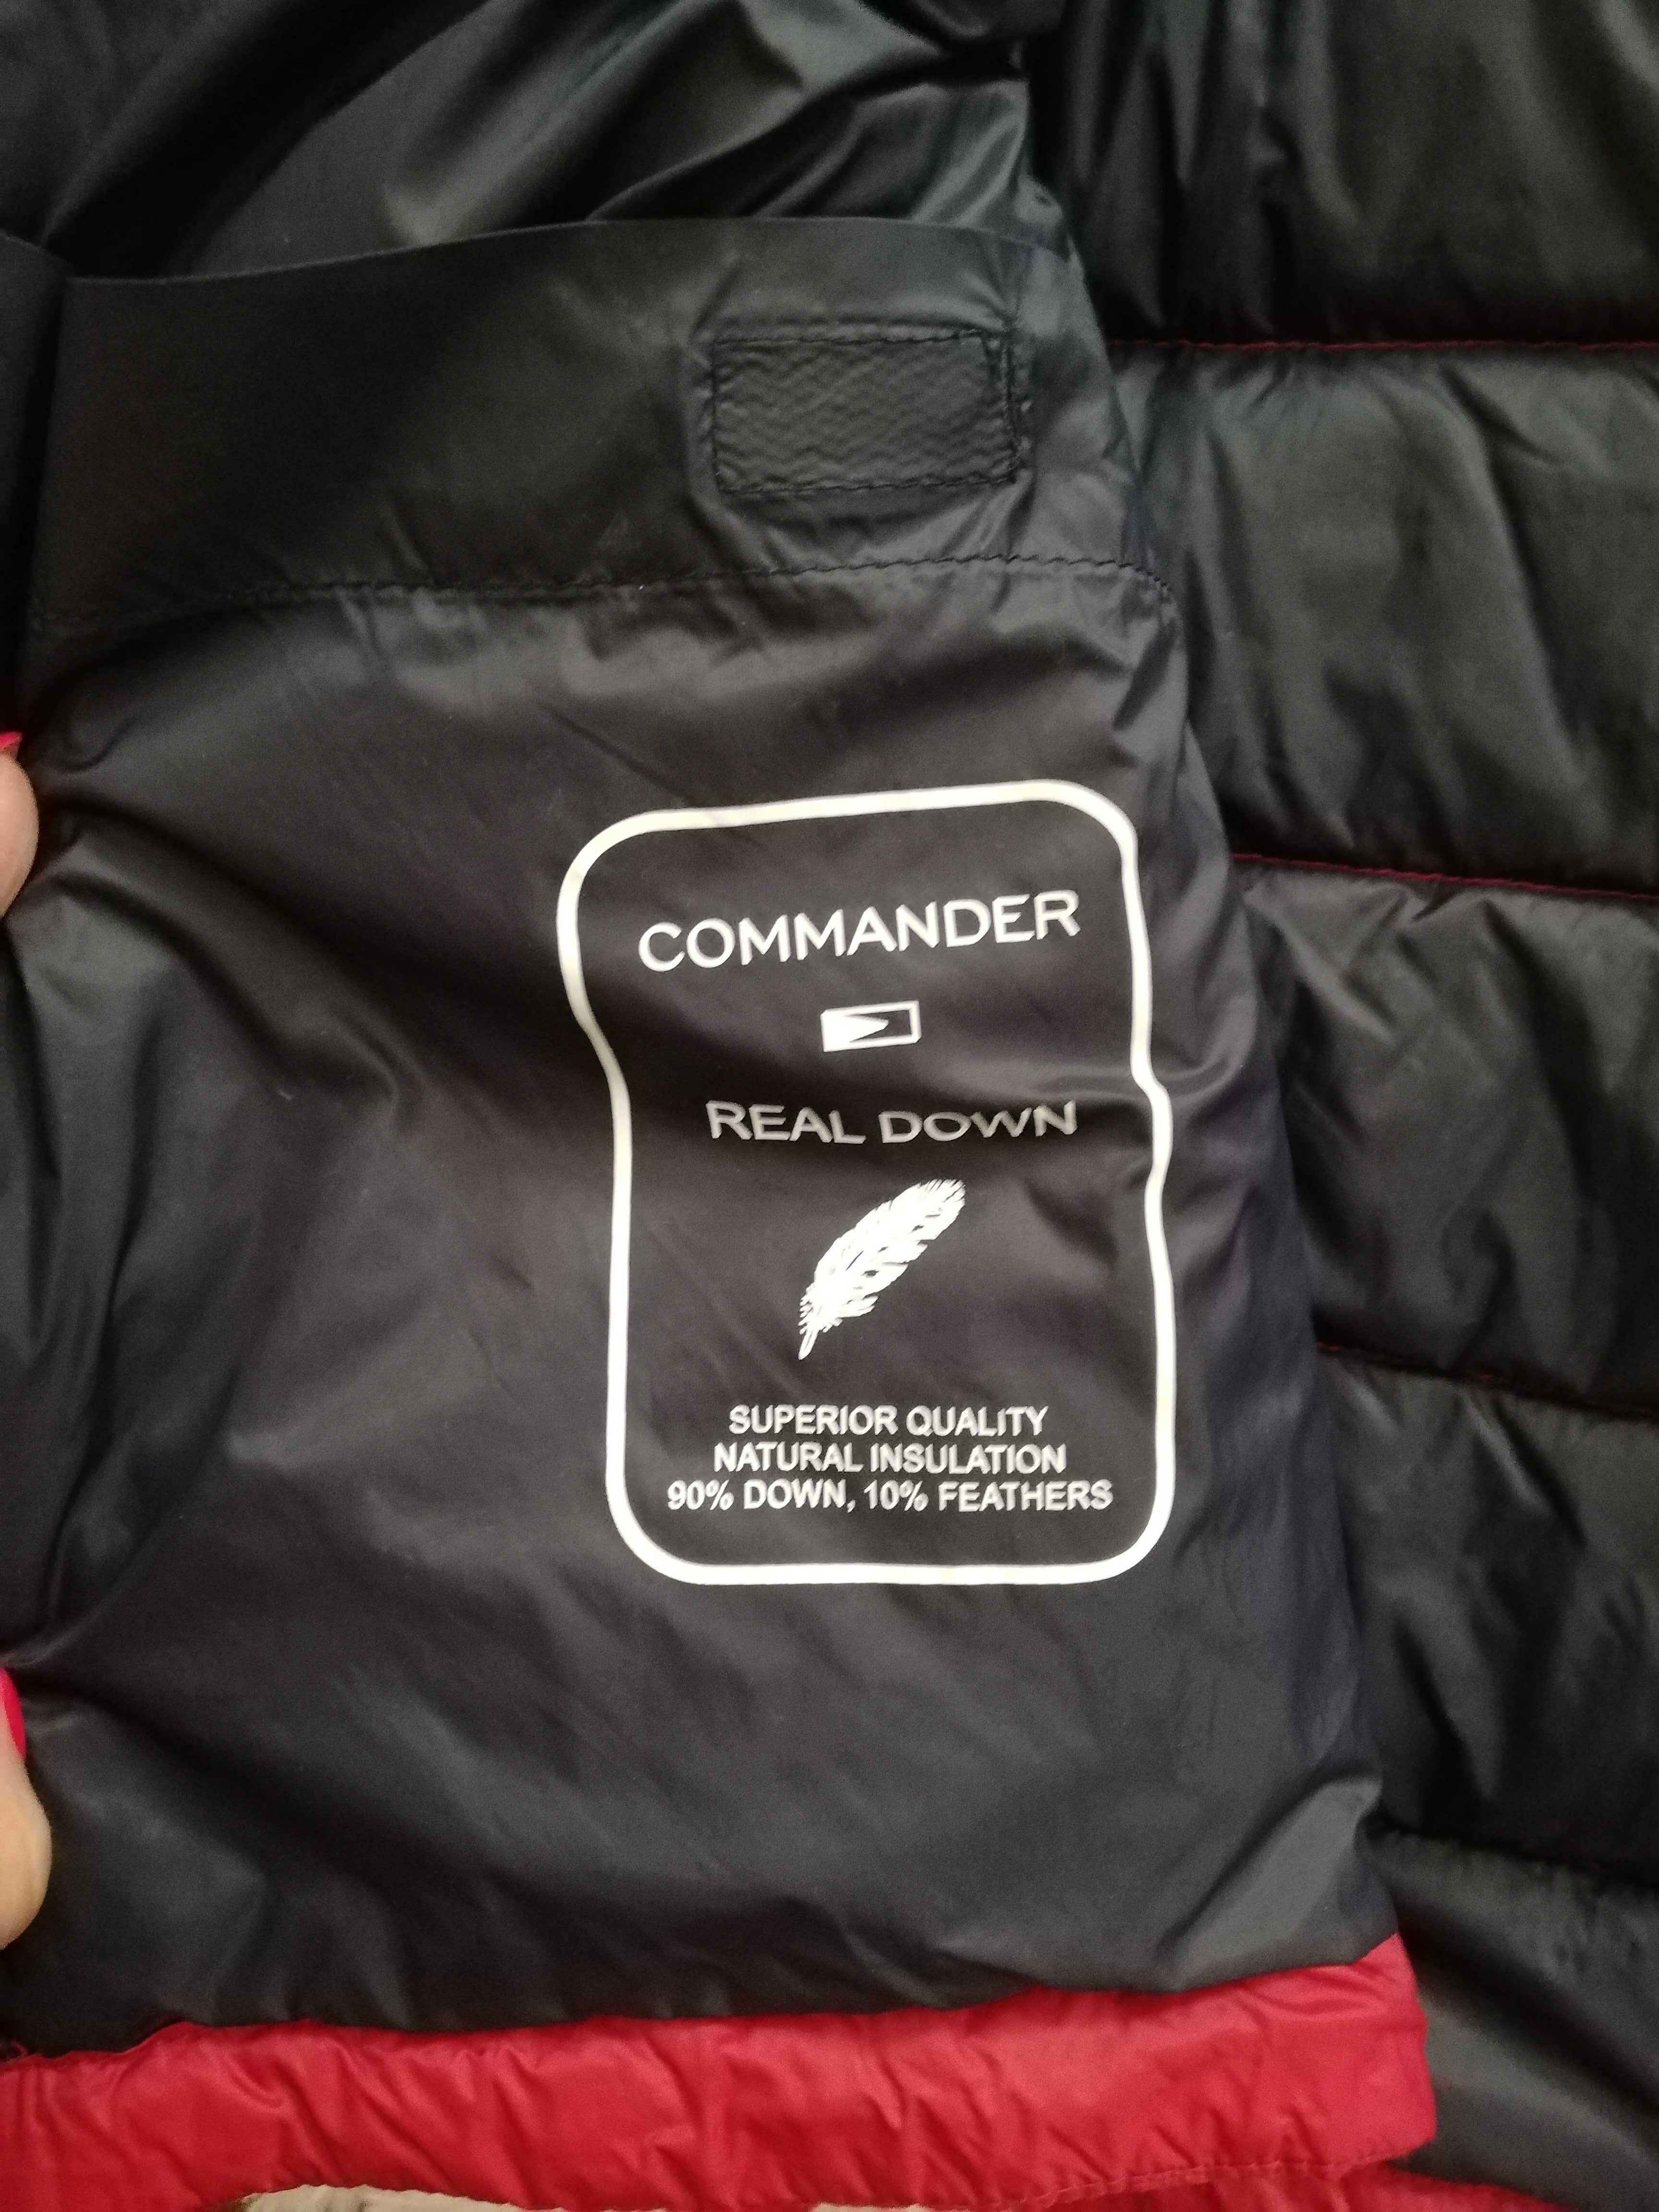 COMMANDER
REAL DOWN
SUPERIOR QUALITY
NATURAL INSULATION
90% DOWN, 10% FEATHERS